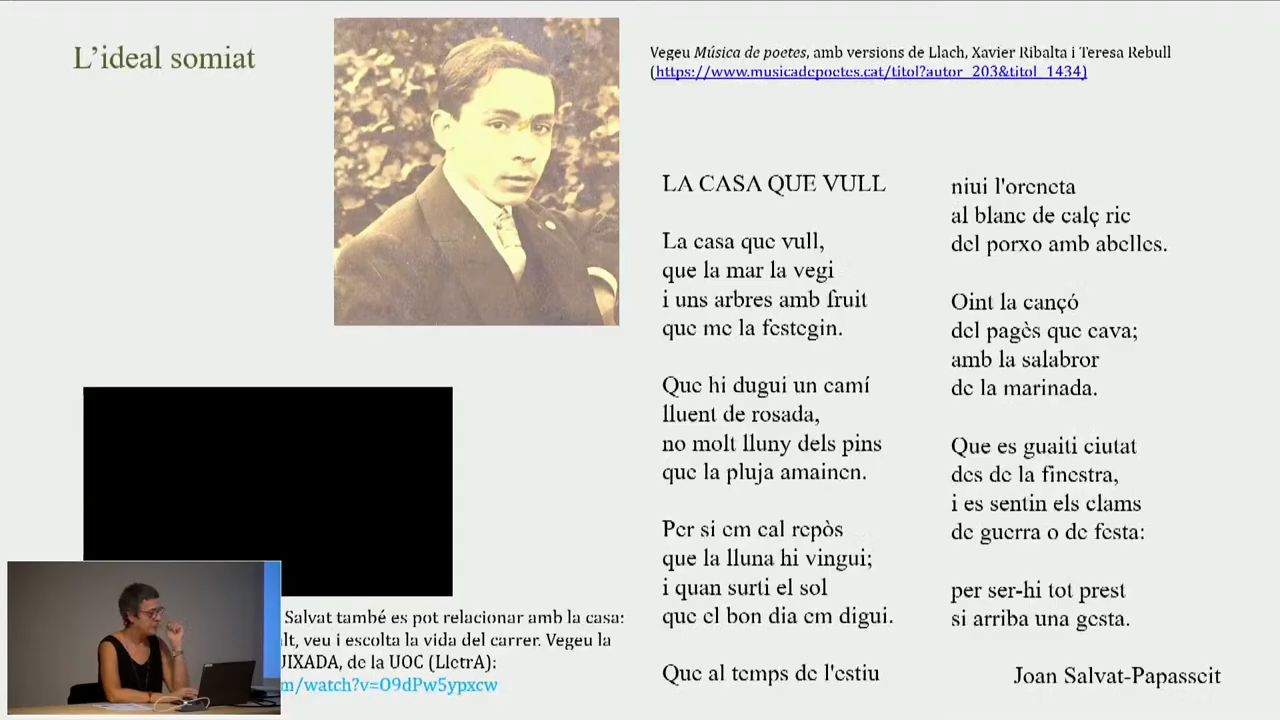 L'ideal somiat
Vegeu Música de poetes, amb versions de Llach, Xavier Ribalta i Teresa Rebull
(https://www.musicadepoetes.cat/titol?autor_203&titol_1434)
LA CASA QUE VULL
La casa que vull,
que la mar la vegi
i uns arbres amb fruit
que me la festegin.
Que hi dugui un camí
lluent de rosada,
no molt lluny dels pins
que la pluja amainen.
Per si em cal repòs
que la lluna hi vingui;
i quan surti el sol
que el bon dia em digui.
Que al temps de l'estiu
niui l'oreneta
al blanc de calç ric
del porxo amb abelles.
Oint la cançó
del pagès que cava;
amb la salabror
de la marinada.
Que es guaiti ciutat
des de la finestra,
i es sentin els clams
de guerra o de festa:
per ser-hi tot prest
si arriba una gesta.
Joan Salvat-Papasseit
Salvat també es pot relacionar amb la casa:
lt, veu i escolta la vida del carrer. Vegeu la
UIXADA, de la UOC (LletrA):
m/watch?v=O9dPw5ypxcw